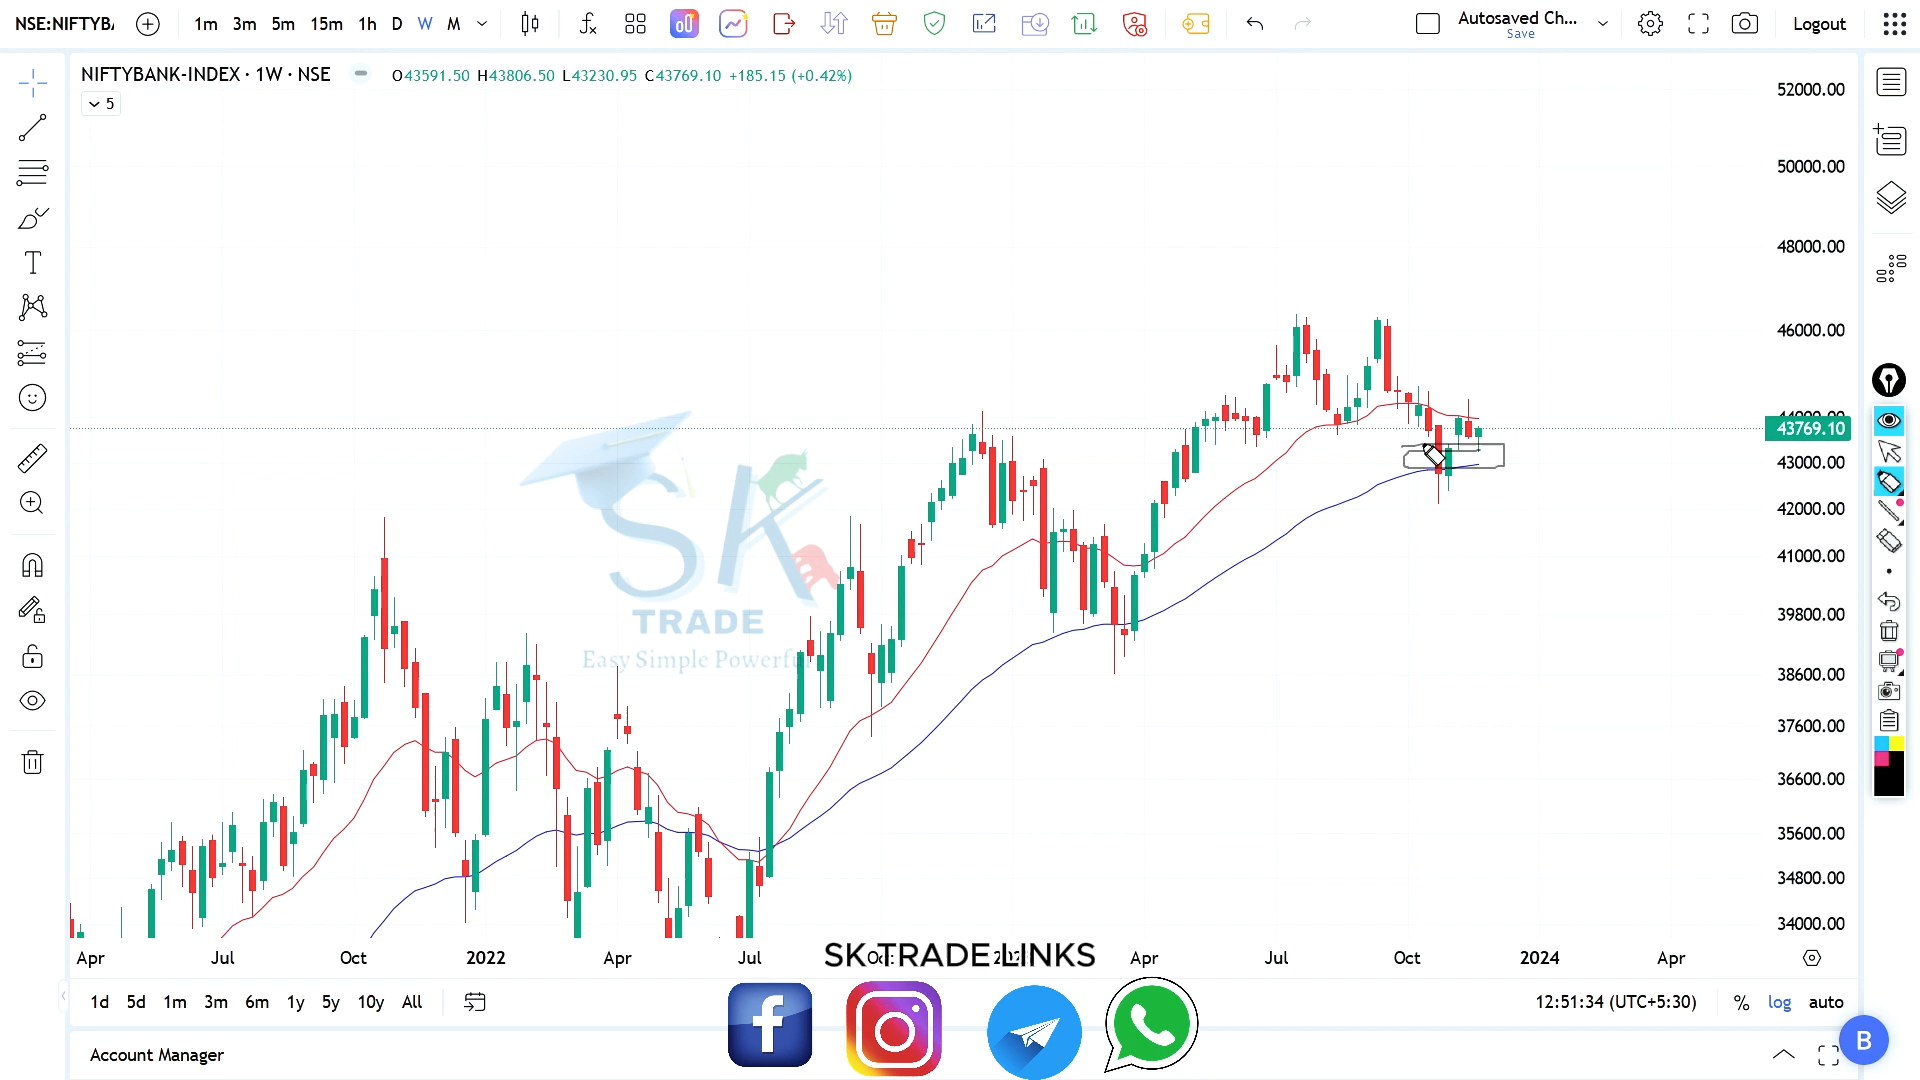 NSE:NIFTYB 1m 3m 5m 15m 1h D W M Autosaved Ch... Logout
Save
NIFTYBANK-INDEX · 1W · NSE O43591.50 H43806.50 L43230.95 C43769.10 +185.15 (+0.42%)
5
52000.00
50000.00
48000.00
46000.00
44000.00
43769.10
43000.00
42000.00
41000.00
39800.00
38600.00
37600.00
36600.00
35600.00
34800.00
34000.00
SK
TRADE
Easy Simple Powerful
Apr Jul Oct 2022 Apr Jul Apr Jul Oct 2024 Apr
SK TRADE LINKS
1d 5d 1m 3m 6m 1y 5y 10y All 12:51:34 (UTC+5:30) % log auto
B
Account Manager